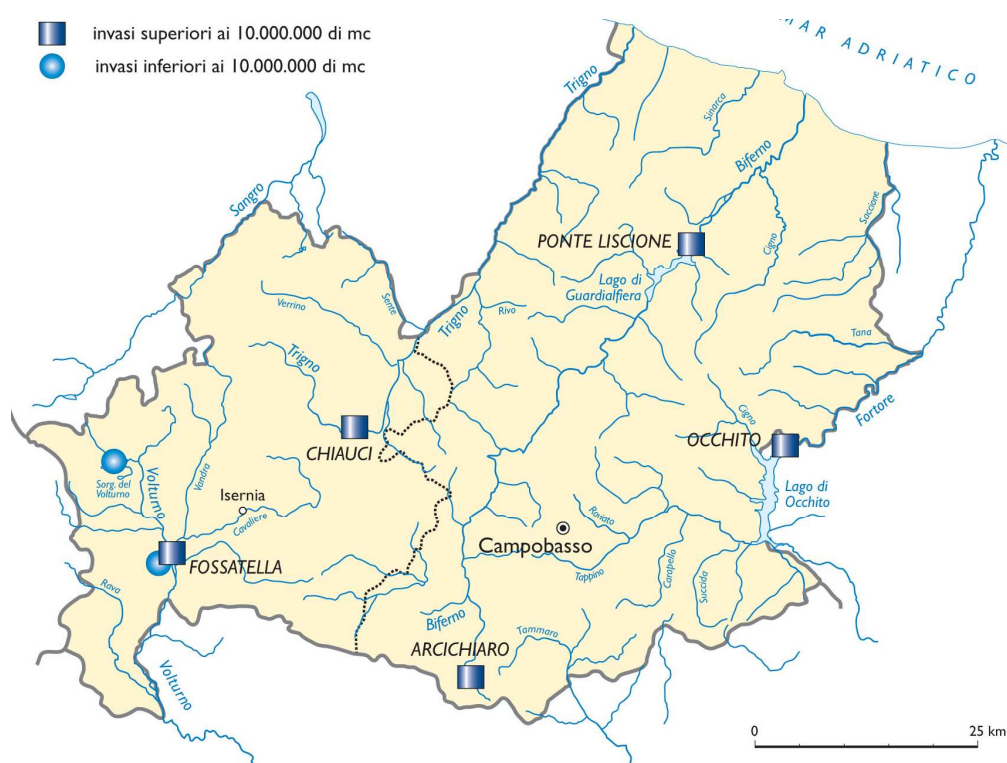 invasi superiori ai 10.000.000 di mc
invasi inferiori ai 10.000.000 di mc
MAR ADRIATICO
Trigno
Sinarca
Biferno
Sangro
Saccione
PONTE LISCIONE
Cigno
Lago di
Guardialfiera
Verrino
Sente
Trigno
Rivo
Tana
Trigno
Cigno
Fortore
CHIAUCI
OCCHITO
Sorg. del
Volturno
Volturno
Vandra
Isernia
Cavaliere
Lago di
Occhito
Roviato
Campobasso
FOSSATELLA
Tappino
Carapello
Succida
Rava
Biferno
Tammaro
ARCICHIARO
Volturno
0
25 km